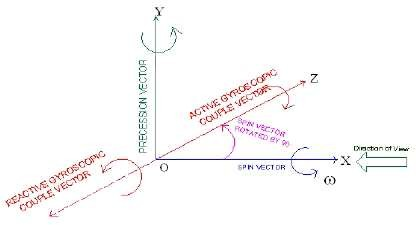 Y
PRECESSION VECTOR
ACTIVE GYROSCOPIC
COUPLE VECTOR
Z
SPIN VECTOR
ROTATED BY 90
REACTIVE GYROSCOPIC
COUPLE VECTOR
O
SPIN VECTOR
X
ω
Direction of View